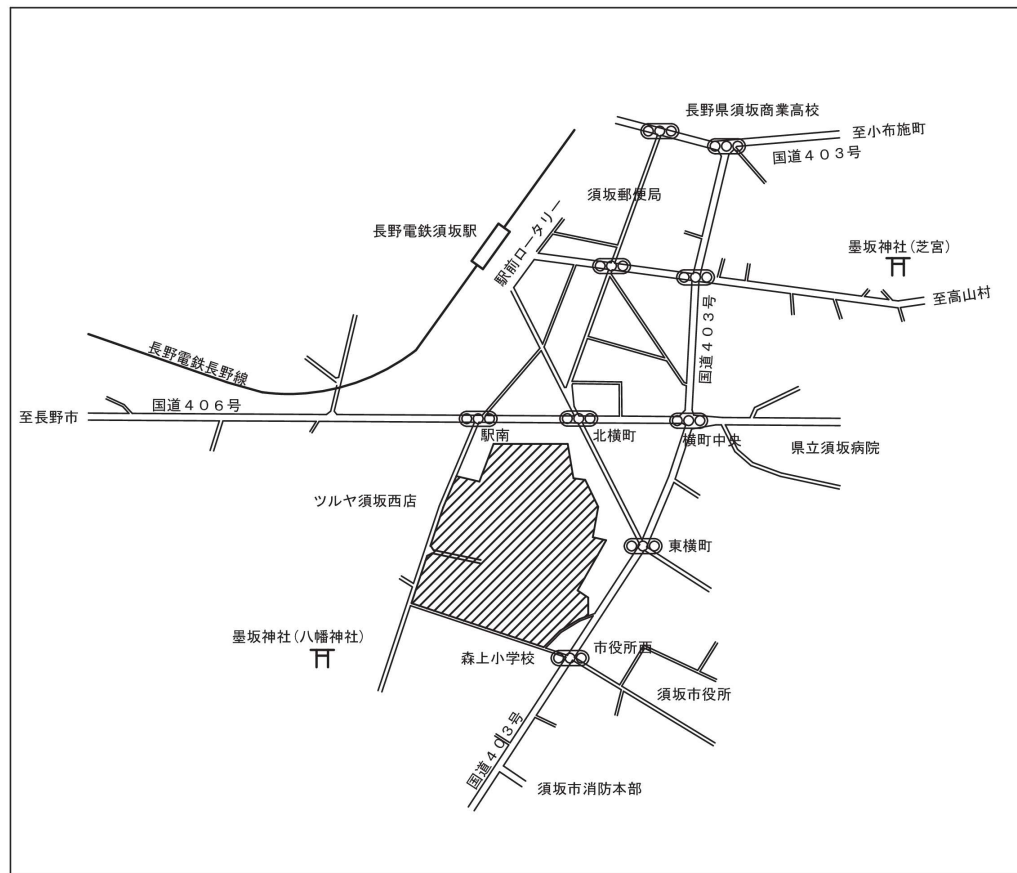 長野県須坂商業高校
至小布施町
国道403号
須坂郵便局
長野電鉄須坂駅
駅前ロータリー
墨坂神社(芝宮)
至高山村
国道403号
長野電鉄長野線
国道406号
至長野市
駅南
北横町
横町中央
県立須坂病院
ツルヤ須坂西店
東横町
墨坂神社(八幡神社)
森上小学校
市役所西
須坂市役所
国道403号
須坂市消防本部